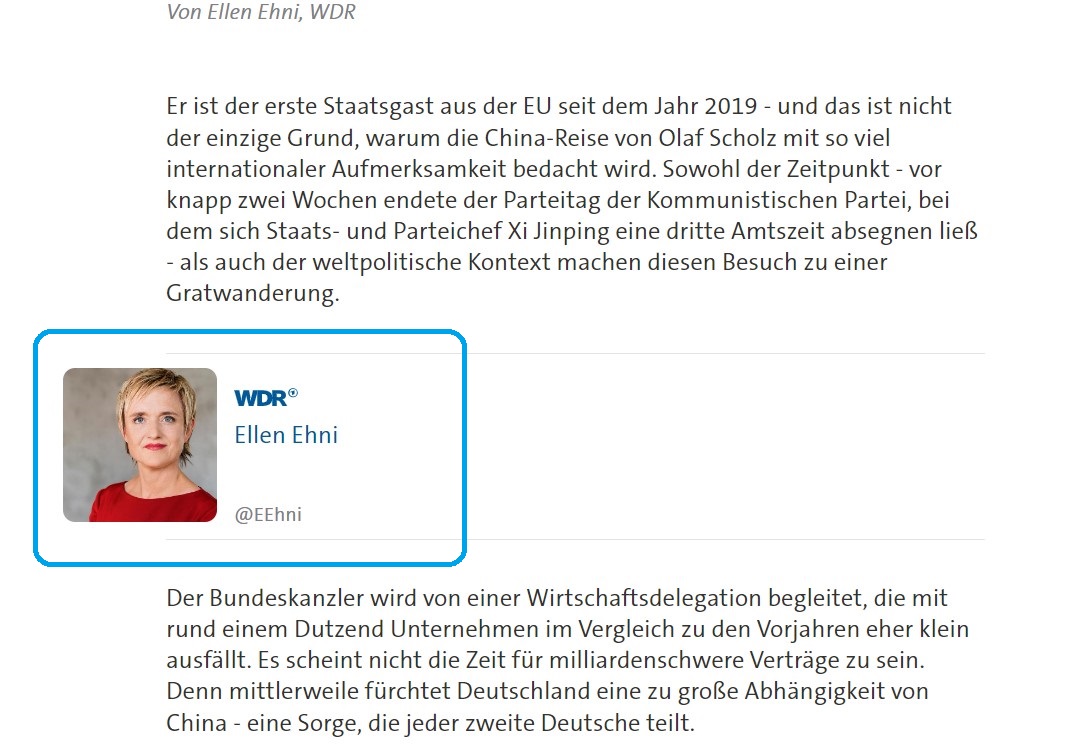 Von Ellen Ehni, WDR
Er ist der erste Staatsgast aus der EU seit dem Jahr 2019 - und das ist nicht
der einzige Grund, warum die China-Reise von Olaf Scholz mit so viel
internationaler Aufmerksamkeit bedacht wird. Sowohl der Zeitpunkt - vor
knapp zwei Wochen endete der Parteitag der Kommunistischen Partei, bei
dem sich Staats- und Parteichef Xi Jinping eine dritte Amtszeit absegnen ließ
- als auch der weltpolitische Kontext machen diesen Besuch zu einer
Gratwanderung.
WDR
Ellen Ehni
@EEhni
Der Bundeskanzler wird von einer Wirtschaftsdelegation begleitet, die mit
rund einem Dutzend Unternehmen im Vergleich zu den Vorjahren eher klein
ausfällt. Es scheint nicht die Zeit für milliardenschwere Verträge zu sein.
Denn mittlerweile fürchtet Deutschland eine zu große Abhängigkeit von
China - eine Sorge, die jeder zweite Deutsche teilt.